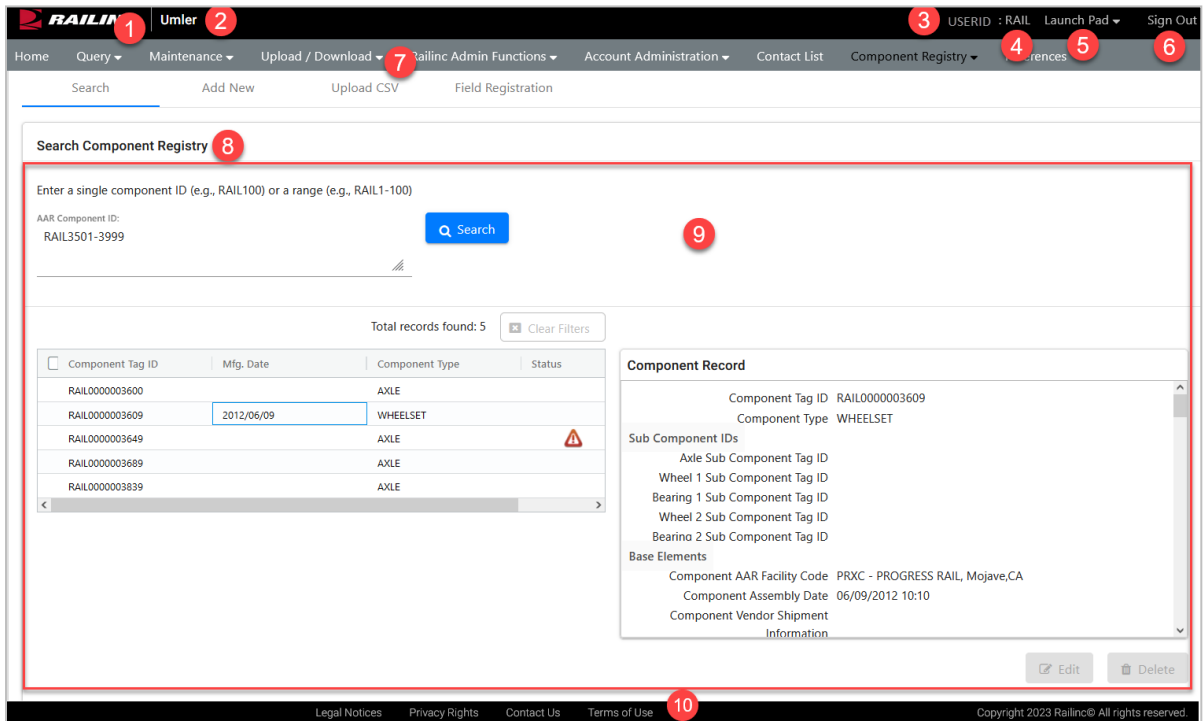 RAILIN Umler USERID : RAIL Launch Pad Sign Out
1 2 3 4 5 6 7
Home Query Maintenance Upload / Download Railinc Admin Functions Account Administration Contact List Component Registry
Search Add New Upload CSV Field Registration
Search Component Registry 8
Enter a single component ID (e.g., RAIL100) or a range (e.g., RAIL1-100)
AAR Component ID:
RAIL3501-3999
Search
9
Total records found: 5 Clear Filters
Component Tag ID Mfg. Date Component Type Status
RAIL0000003600 AXLE
RAIL0000003609 2012/06/09 WHEELSET
RAIL0000003649 AXLE
RAIL0000003689 AXLE
RAIL0000003839 AXLE
Component Record
Component Tag ID RAIL0000003609
Component Type WHEELSET
Sub Component IDs
Axle Sub Component Tag ID
Wheel 1 Sub Component Tag ID
Bearing 1 Sub Component Tag ID
Wheel 2 Sub Component Tag ID
Bearing 2 Sub Component Tag ID
Base Elements
Component AAR Facility Code PRXC - PROGRESS RAIL, Mojave,CA
Component Assembly Date 06/09/2012 10:10
Component Vendor Shipment
Information
Edit Delete
10
Legal Notices Privacy Rights Contact Us Terms of Use Copyright 2023 Railinc© All rights reserved.